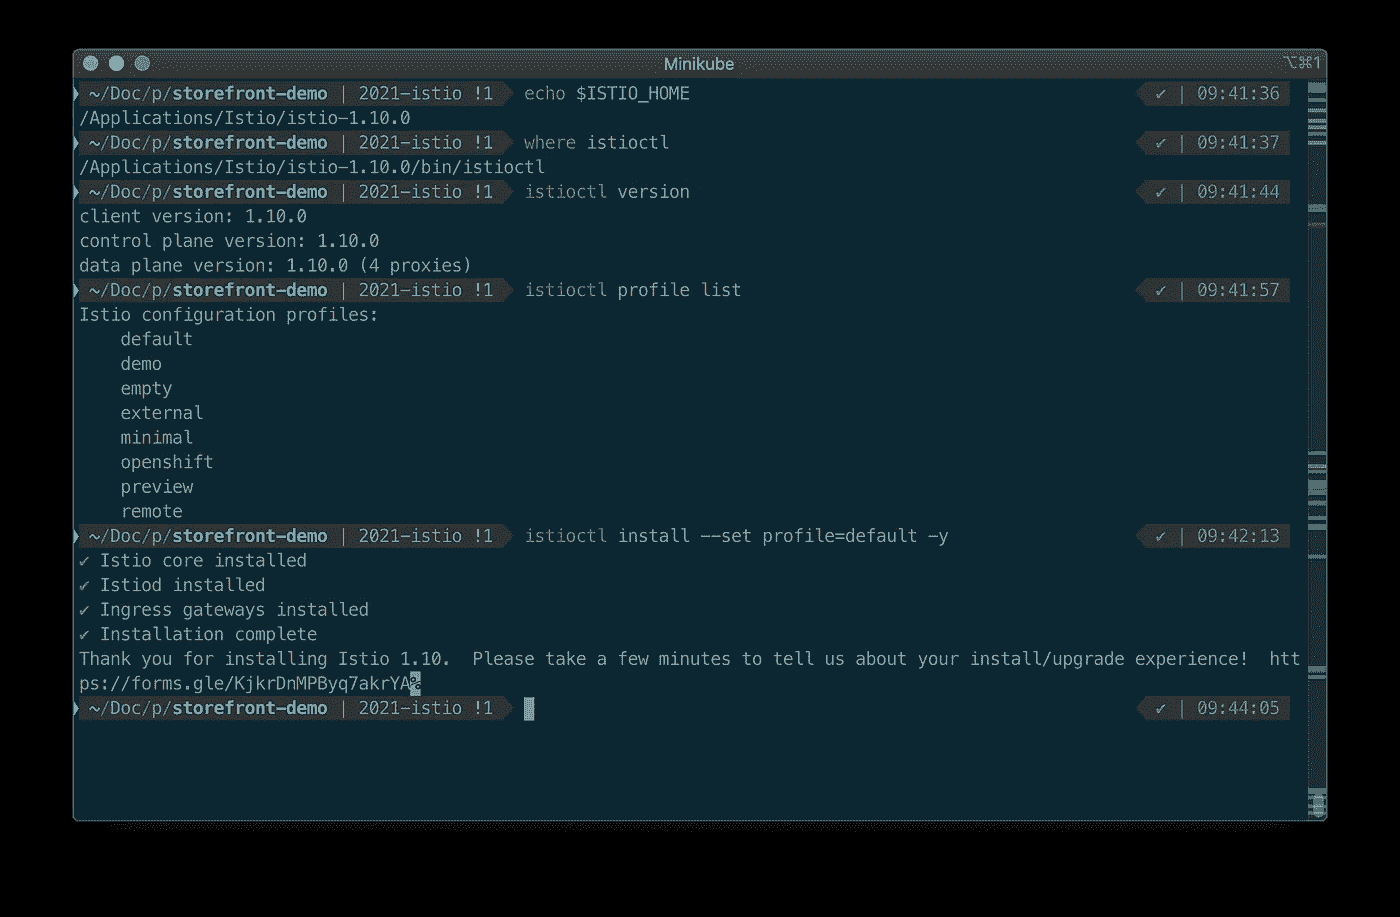 Minikube
⌥⌘1
~/Doc/p/storefront-demo | 2021-istio !1 echo $ISTIO_HOME ✓ | 09:41:36
/Applications/Istio/istio-1.10.0
~/Doc/p/storefront-demo | 2021-istio !1 where istioctl ✓ | 09:41:37
/Applications/Istio/istio-1.10.0/bin/istioctl
~/Doc/p/storefront-demo | 2021-istio !1 istioctl version ✓ | 09:41:44
client version: 1.10.0
control plane version: 1.10.0
data plane version: 1.10.0 (4 proxies)
~/Doc/p/storefront-demo | 2021-istio !1 istioctl profile list ✓ | 09:41:57
Istio configuration profiles:
default
demo
empty
external
minimal
openshift
preview
remote
~/Doc/p/storefront-demo | 2021-istio !1 istioctl install --set profile=default -y ✓ | 09:42:13
✓ Istio core installed
✓ Istiod installed
✓ Ingress gateways installed
✓ Installation complete
Thank you for installing Istio 1.10.  Please take a few minutes to tell us about your install/upgrade experience!  htt
ps://forms.gle/KjkrDnMPByq7akrYA%
~/Doc/p/storefront-demo | 2021-istio !1 ✓ | 09:44:05